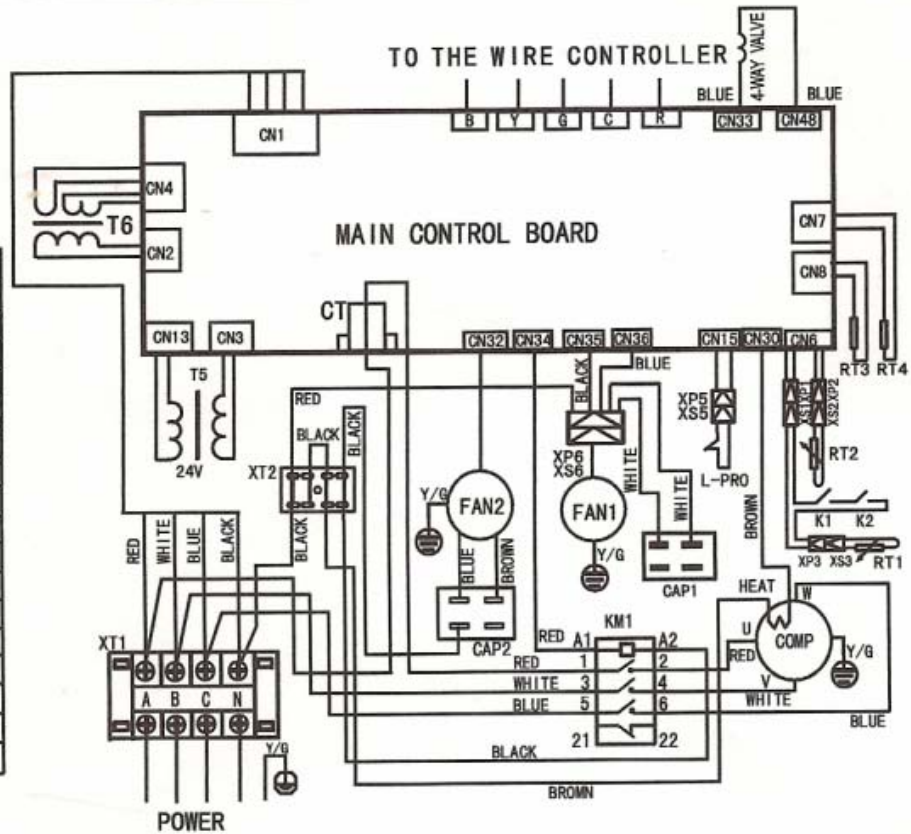 TO THE WIRE CONTROLLER
4-WAY VALVE
BLUE
BLUE
B Y G C R CN33 CN48
CN1
CN4
T6
CN2
MAIN CONTROL BOARD
CN7
CN8
CT
CN13 CN3 CN32 CN34 CN35 CN36 CN15 CN30 CN6
RT3 RT4
T5
24V
RED
BLACK
BLACK
BLACK
BLUE
XP5
XS5
XS1XP1
XS2XP2
XT2
XP6
XS6
L-PRO
RT2
Y/G
FAN2
FAN1
WHITE
WHITE
BROWN
K1 K2
RED
WHITE
BLUE
BLACK
BLACK
BLUE
BROWN
Y/G
XP3 XS3 RT1
CAP1
HEAT
W
CAP2
KM1
U
COMP
Y/G
XT1
RED A1 A2
RED 1 2 RED
WHITE 3 4 V
WHITE
BLUE 5 6
BLUE
A B C N
21 22
Y/G
BLACK
BROWN
POWER